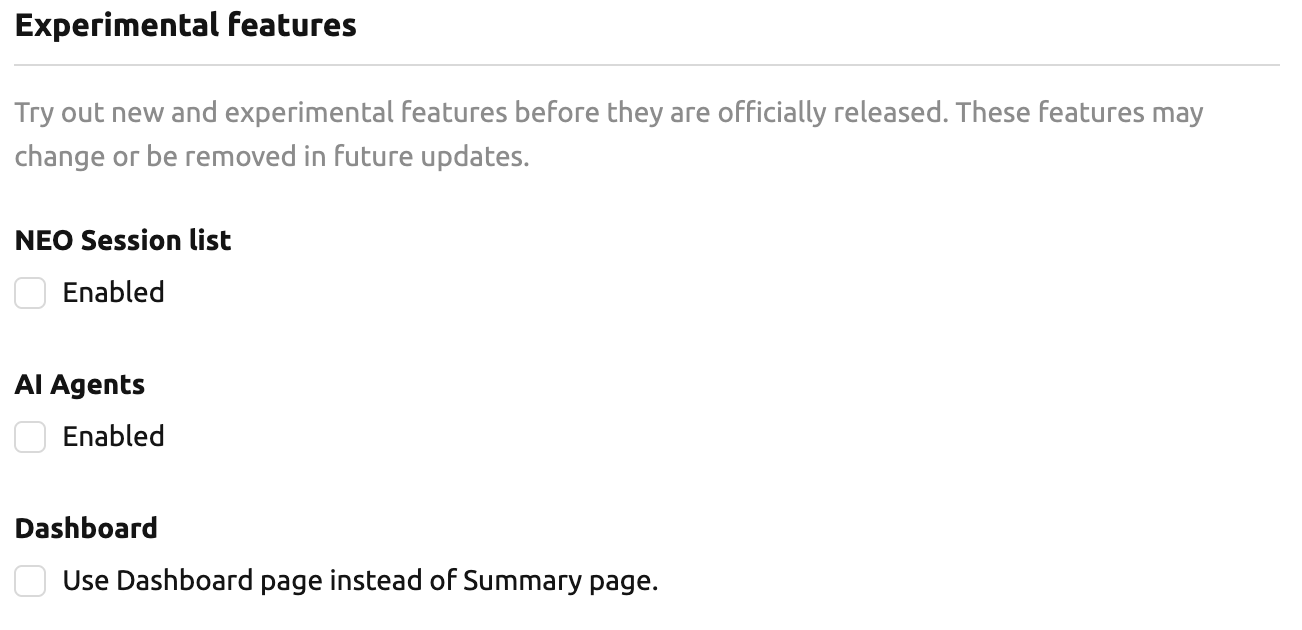 Experimental features
Try out new and experimental features before they are officially released. These features may
change or be removed in future updates.
NEO Session list
Enabled
AI Agents
Enabled
Dashboard
Use Dashboard page instead of Summary page.